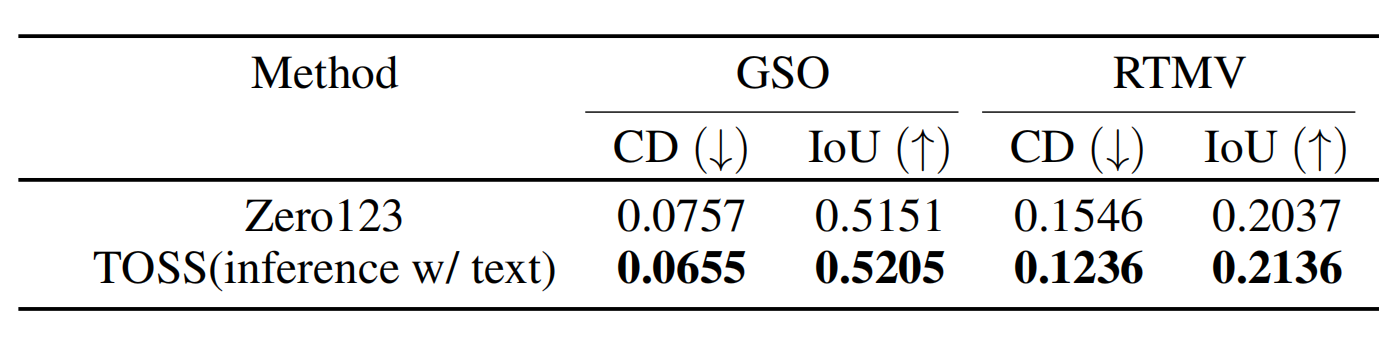 Method GSO RTMV
CD (↓) IoU (↑) CD (↓) IoU (↑)
Zero123 0.0757 0.5151 0.1546 0.2037
TOSS(inference w/ text) 0.0655 0.5205 0.1236 0.2136